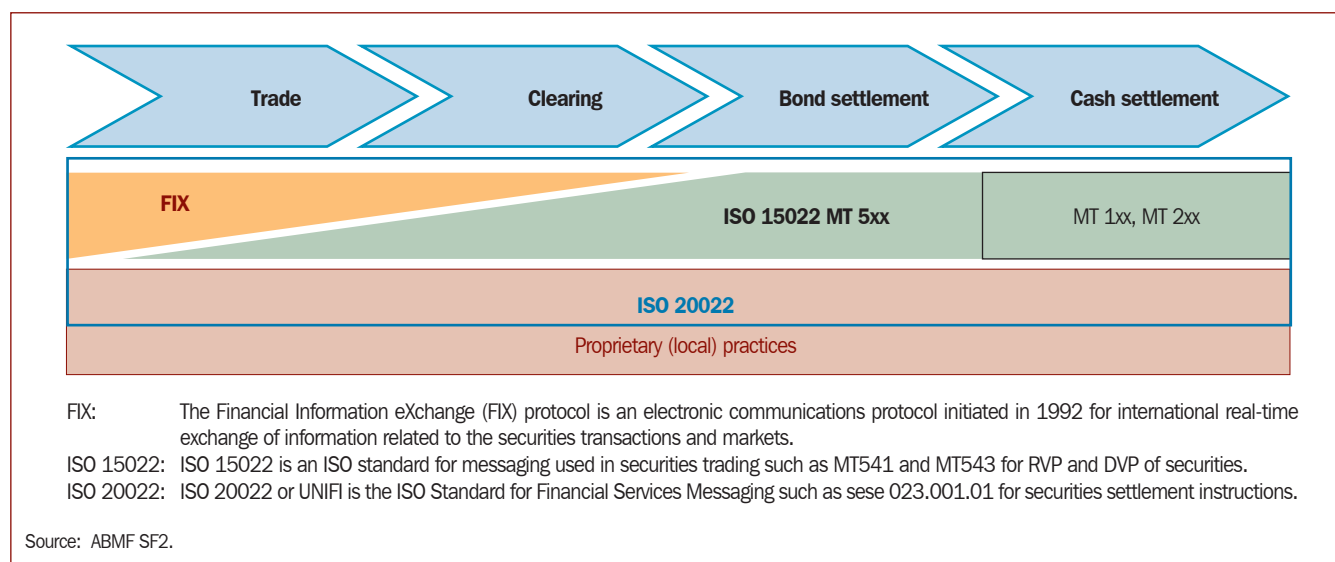 Trade
Clearing
Bond settlement
Cash settlement
FIX
ISO 15022 MT 5xx
MT 1xx, MT 2xx
ISO 20022
Proprietary (local) practices
FIX: The Financial Information eXchange (FIX) protocol is an electronic communications protocol initiated in 1992 for international real-time
exchange of information related to the securities transactions and markets.
ISO 15022: ISO 15022 is an ISO standard for messaging used in securities trading such as MT541 and MT543 for RVP and DVP of securities.
ISO 20022: ISO 20022 or UNIFI is the ISO Standard for Financial Services Messaging such as sese 023.001.01 for securities settlement instructions.
Source: ABMF SF2.